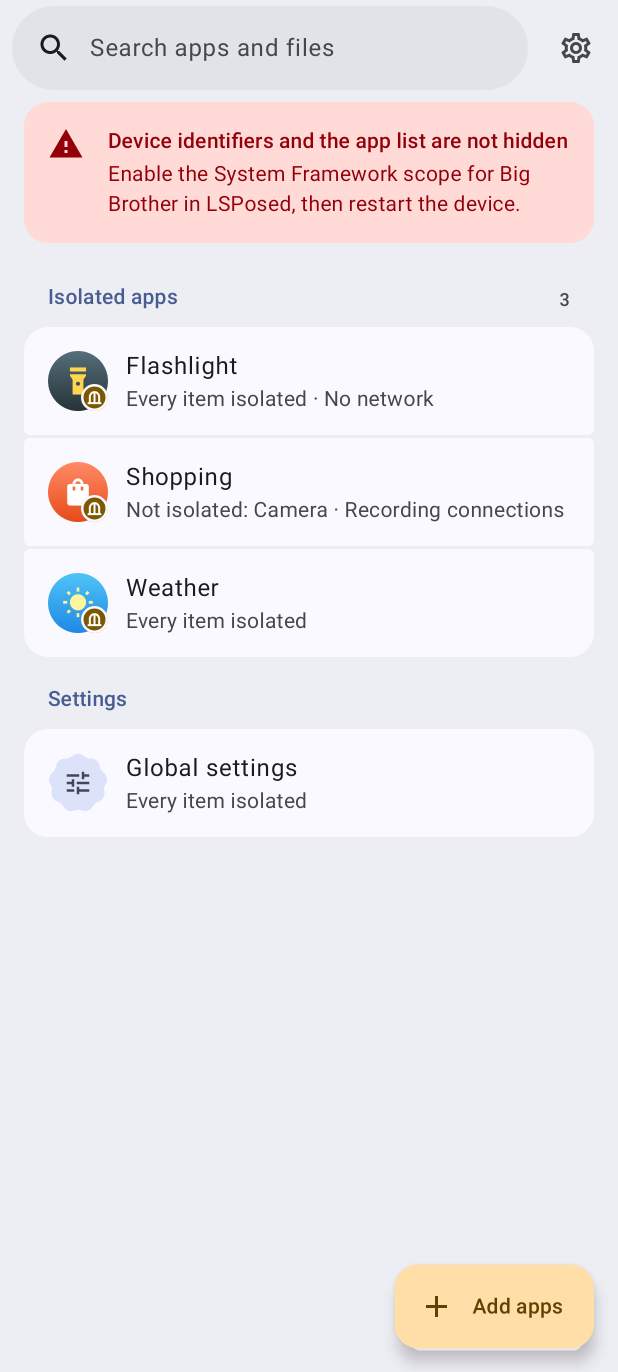 Search apps and files
Device identifiers and the app list are not hidden
Enable the System Framework scope for Big
Brother in LSPosed, then restart the device.
Isolated apps
3
Flashlight
Every item isolated · No network
Shopping
Not isolated: Camera · Recording connections
Weather
Every item isolated
Settings
Global settings
Every item isolated
Add apps